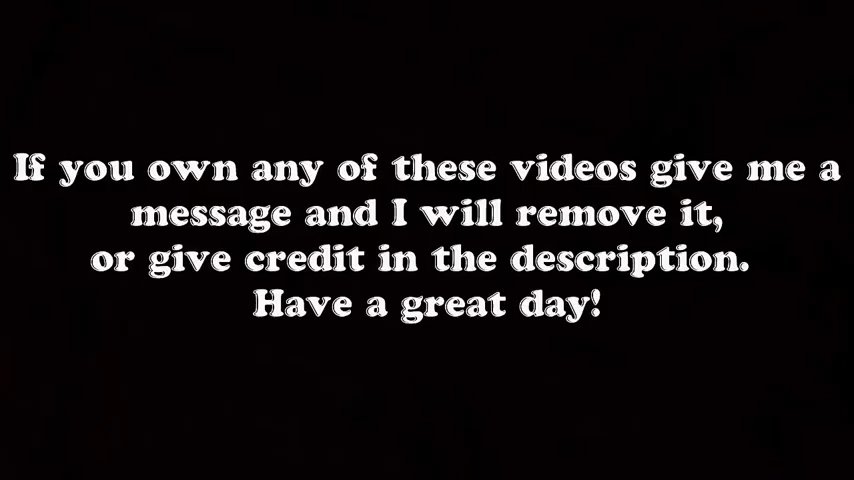 If you own any of these videos give me a
message and I will remove it,
or give credit in the description.
Have a great day!